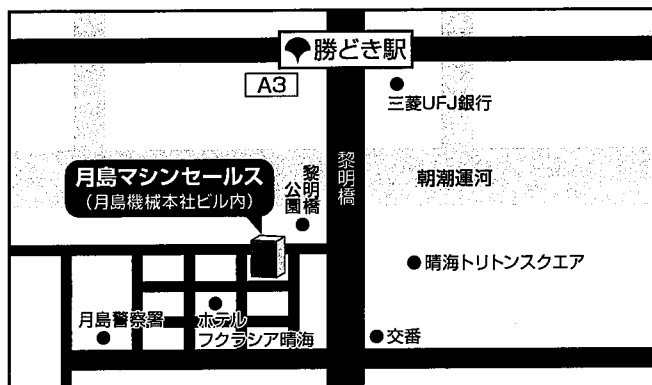 勝どき駅
A3
三菱UFJ銀行
月島マシンセールス
（月島機械本社ビル内）
黎明橋
公園
黎明橋
朝潮運河
晴海トリトンスクエア
月島警察署
ホテル
フクラシア晴海
交番